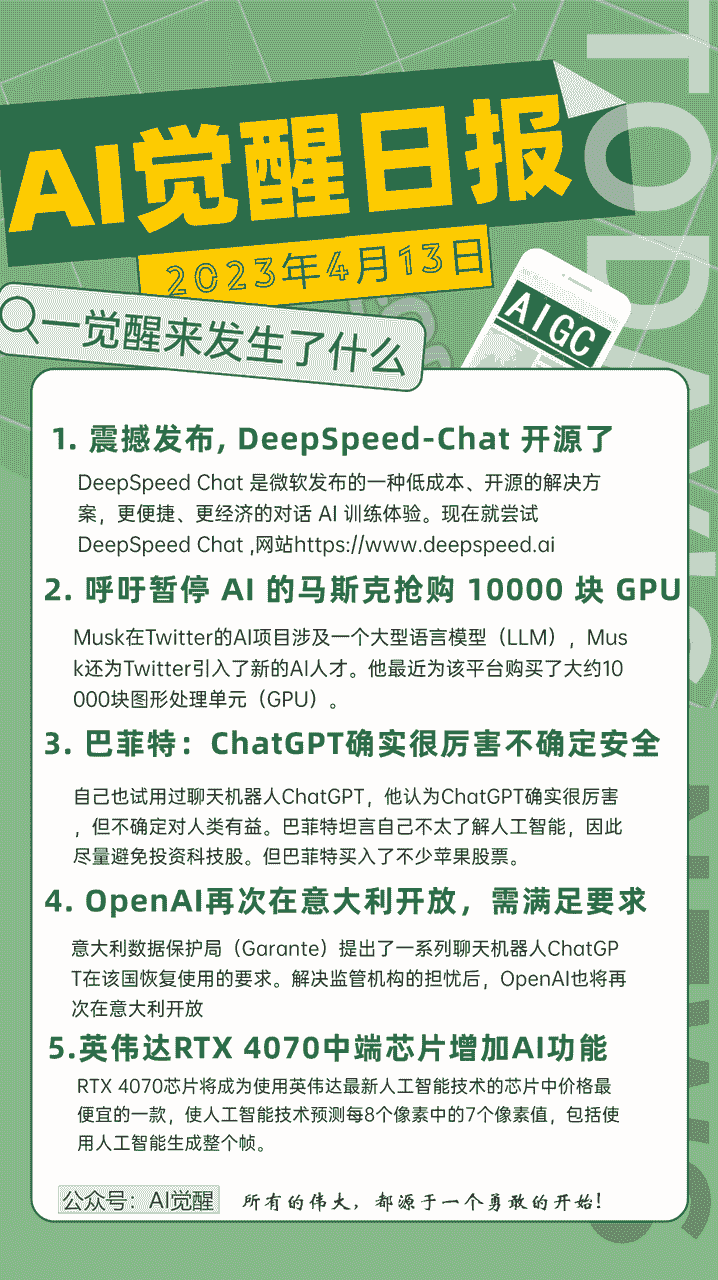 AI觉醒日报
2023年4月13日
一觉醒来发生了什么
AIGC
1. 震撼发布, DeepSpeed-Chat 开源了
DeepSpeed Chat 是微软发布的一种低成本、开源的解决方
案，更便捷、更经济的对话 AI 训练体验。现在就尝试
DeepSpeed Chat ,网站https://www.deepspeed.ai
2. 呼吁暂停 AI 的马斯克抢购 10000 块 GPU
Musk在Twitter的AI项目涉及一个大型语言模型（LLM），Mus
k还为Twitter引入了新的AI人才。他最近为该平台购买了大约10
000块图形处理单元（GPU）。
3. 巴菲特：ChatGPT确实很厉害不确定安全
自己也试用过聊天机器人ChatGPT，他认为ChatGPT确实很厉害
，但不确定对人类有益。巴菲特坦言自己不太了解人工智能，因此
尽量避免投资科技股。但巴菲特买入了不少苹果股票。
4. OpenAI再次在意大利开放，需满足要求
意大利数据保护局（Garante）提出了一系列聊天机器人ChatGP
T在该国恢复使用的要求。解决监管机构的担忧后，OpenAI也将再
次在意大利开放
5.英伟达RTX 4070中端芯片增加AI功能
RTX 4070芯片将成为使用英伟达最新人工智能技术的芯片中价格最
便宜的一款，使人工智能技术预测每8个像素中的7个像素值，包括使
用人工智能生成整个帧。
公众号：AI觉醒
所有的伟大，都源于一个勇敢的开始!